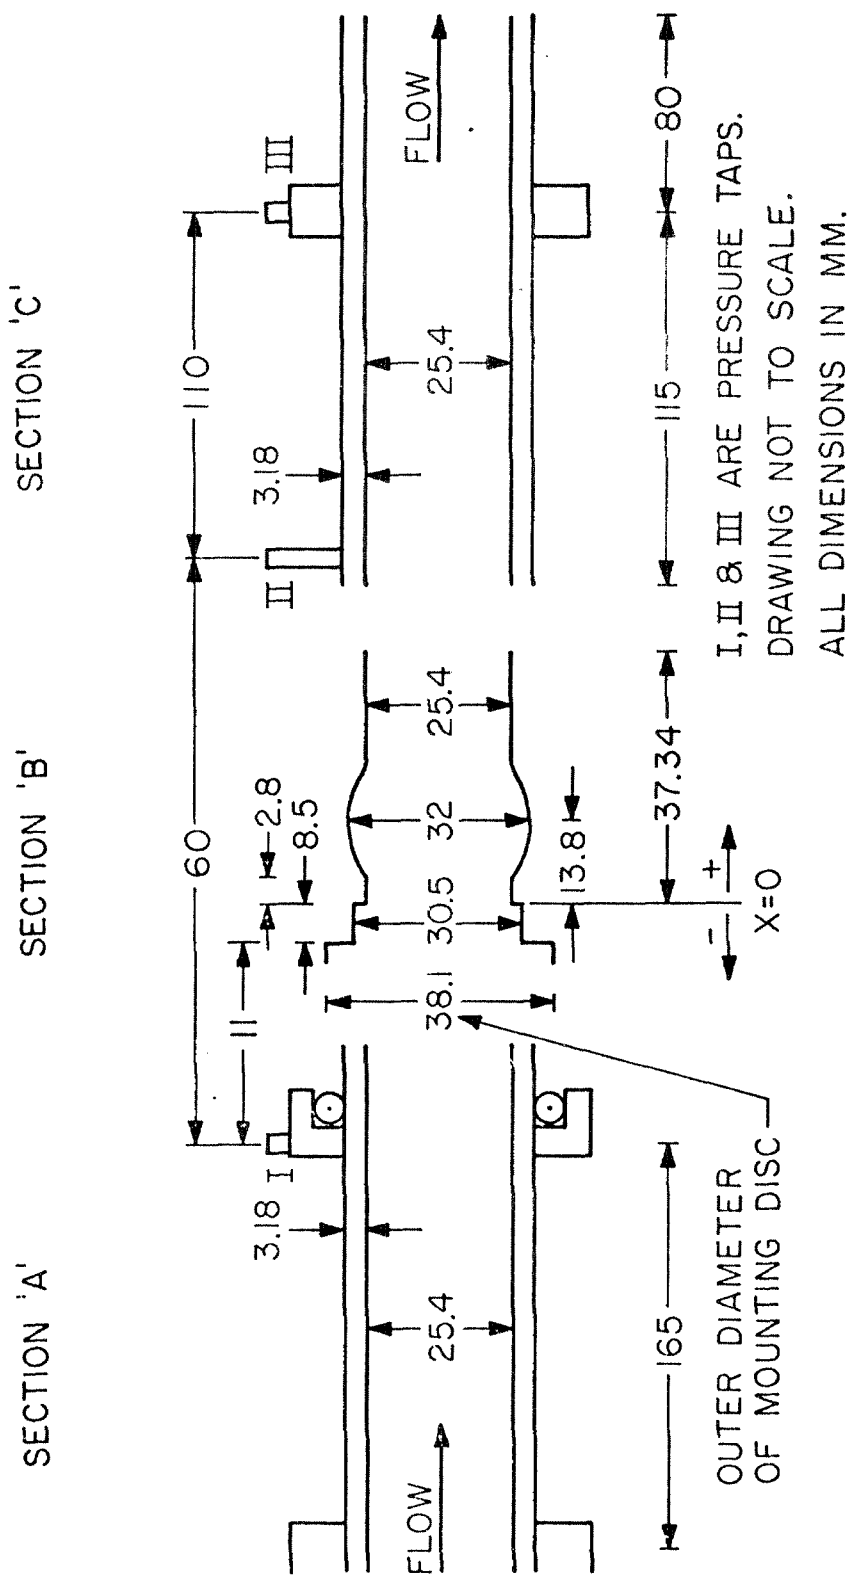 SECTION 'A'
SECTION 'B'
SECTION 'C'
60
110
11
2.8
8.5
I
II
III
3.18
3.18
FLOW
25.4
38.1
30.5
32
25.4
25.4
FLOW
13.8
165
37.34
115
80
- +
X=0
OUTER DIAMETER
OF MOUNTING DISC
I, II & III ARE PRESSURE TAPS.
DRAWING NOT TO SCALE.
ALL DIMENSIONS IN MM.